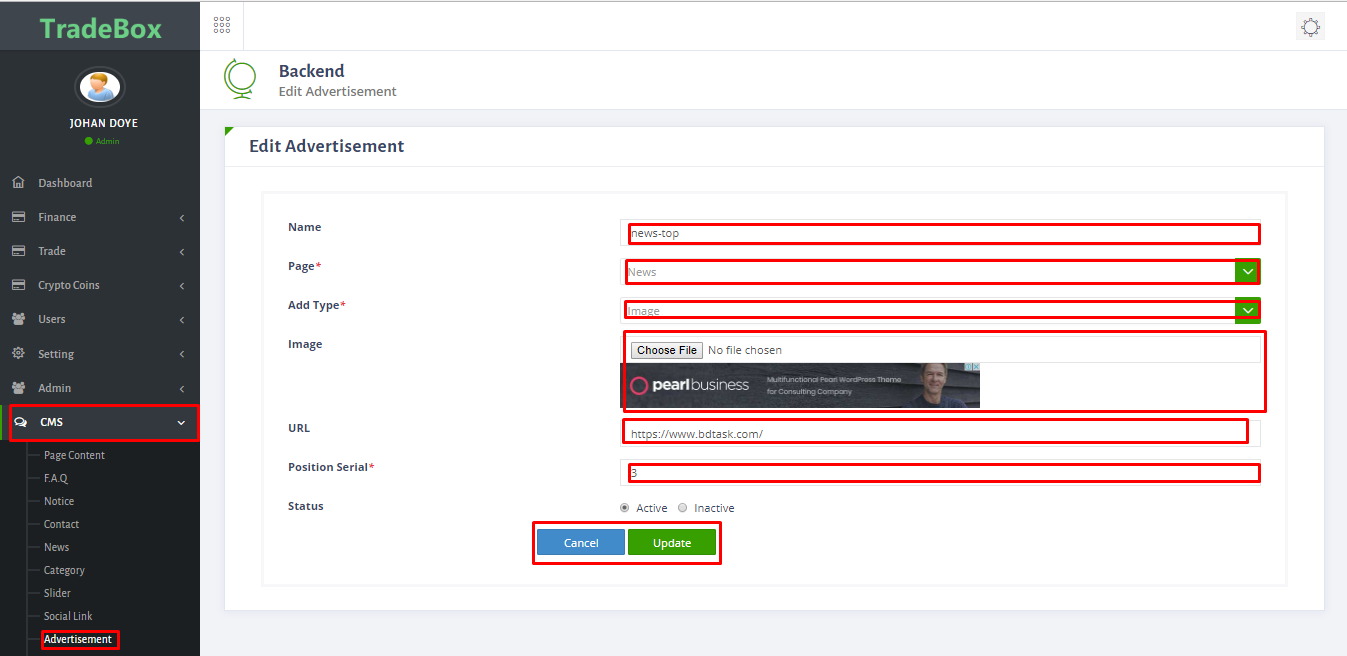 TradeBox
JOHAN DOYE
Admin
Dashboard
Finance
Trade
Crypto Coins
Users
Setting
Admin
CMS
Page Content
F.A.Q
Notice
Contact
News
Category
Slider
Social Link
Advertisement
Backend
Edit Advertisement
Edit Advertisement
Name
news-top
Page*
News
Add Type*
Image
Image
Choose File No file chosen
pearlbusiness
Multifunctional Pearl WordPress Theme
for Consulting Company
URL
https://www.bdtask.com/
Position Serial*
3
Status
Active Inactive
Cancel Update